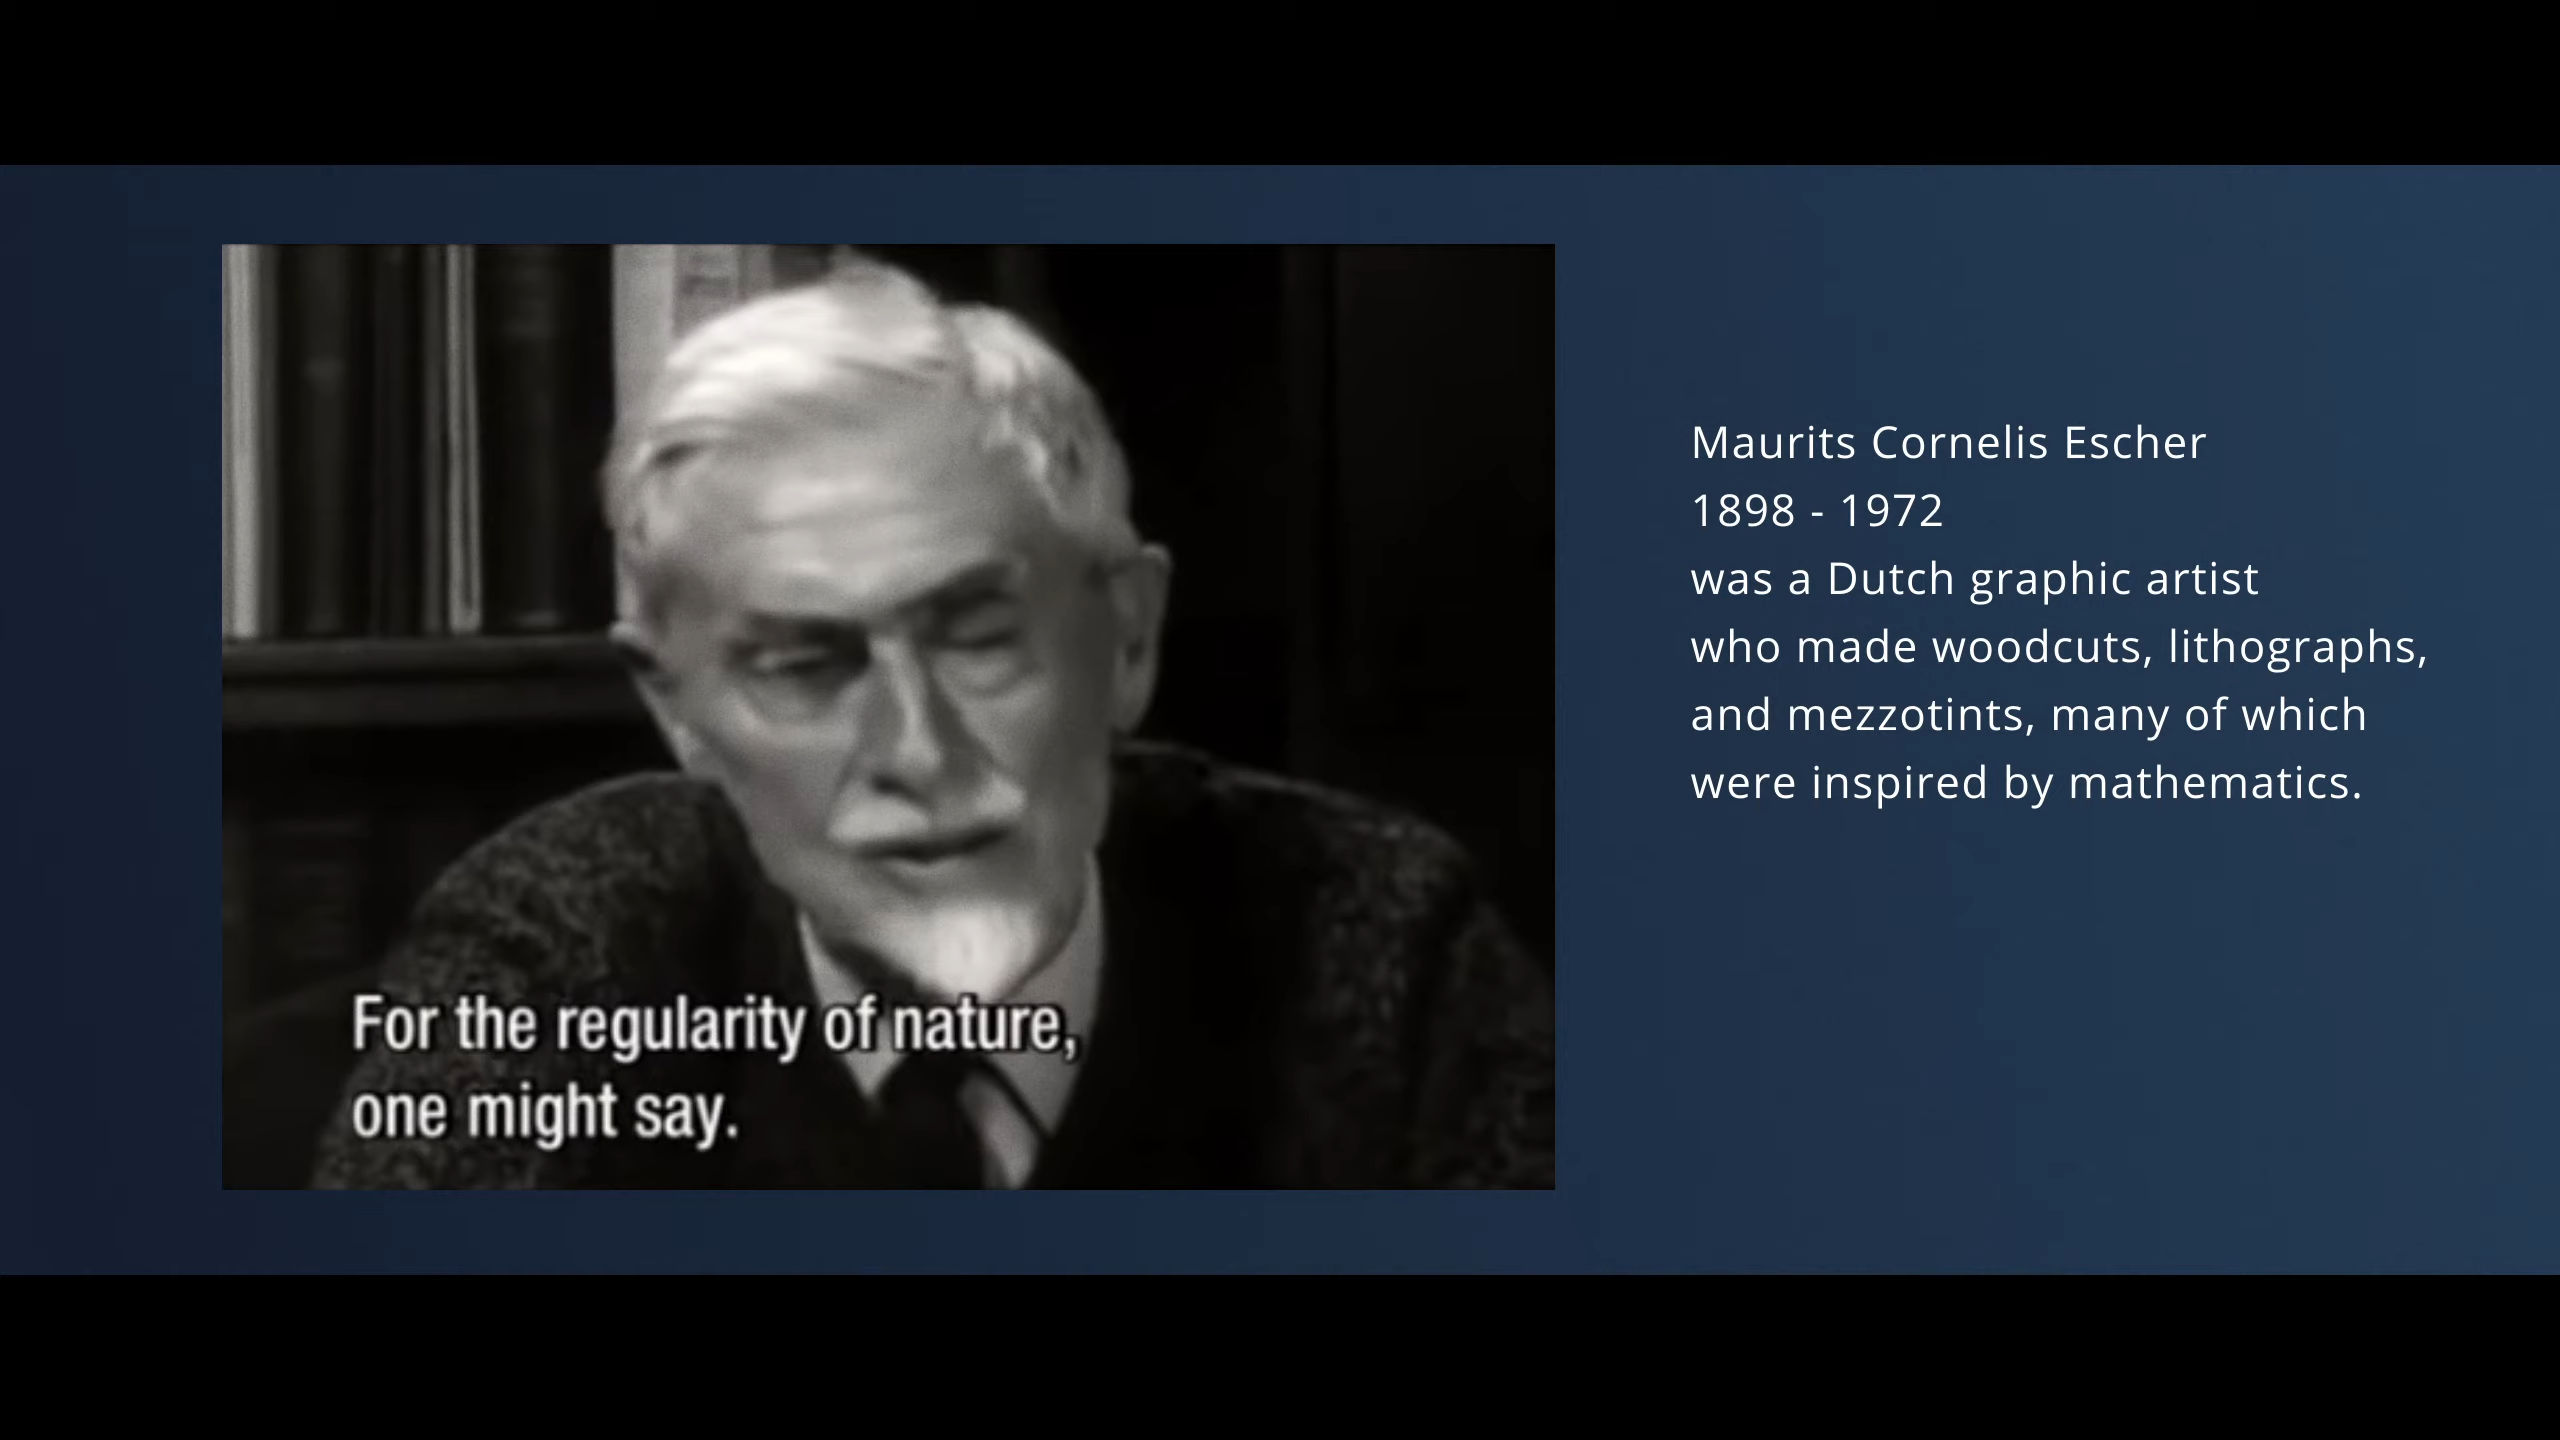 For the regularity of nature,
one might say.
Maurits Cornelis Escher
1898 - 1972
was a Dutch graphic artist
who made woodcuts, lithographs,
and mezzotints, many of which
were inspired by mathematics.